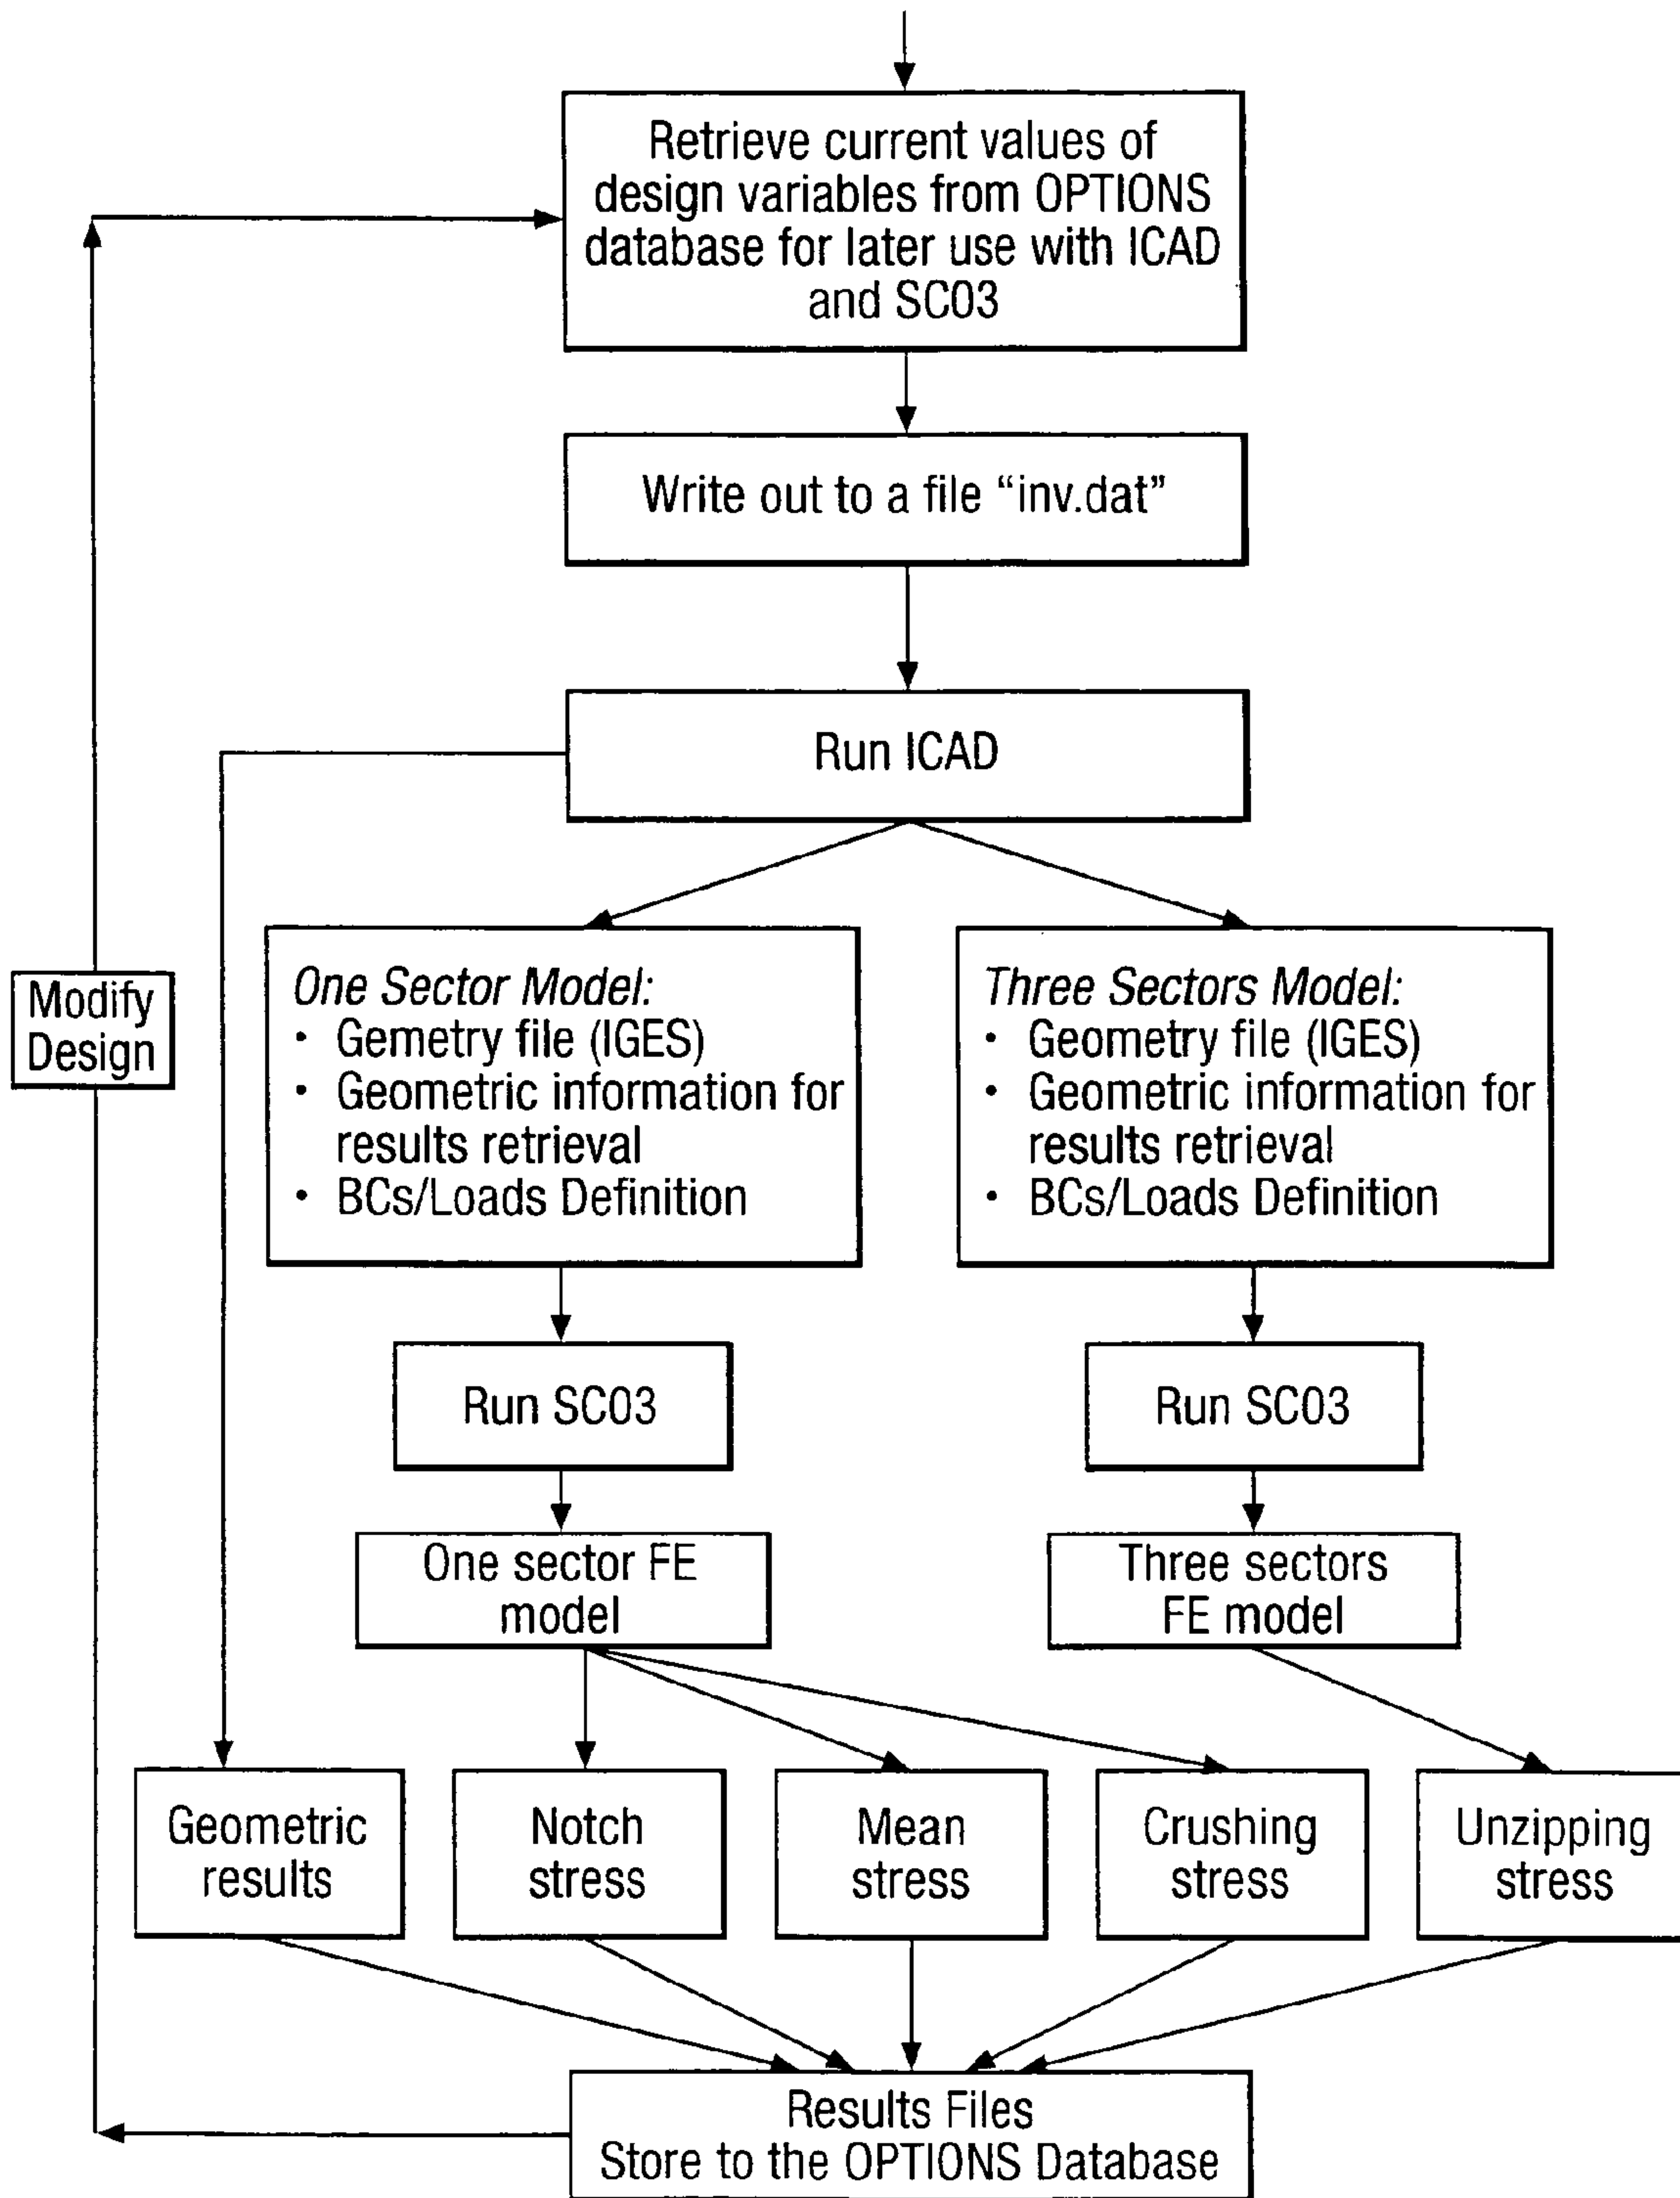 Retrieve current values of
design variables from OPTIONS
database for later use with ICAD
and SC03
Write out to a file “inv.dat”
Run ICAD
Modify
Design
One Sector Model:
• Gemetry file (IGES)
• Geometric information for
results retrieval
• BCs/Loads Definition
Three Sectors Model:
• Geometry file (IGES)
• Geometric information for
results retrieval
• BCs/Loads Definition
Run SC03
Run SC03
One sector FE
model
Three sectors
FE model
Geometric
results
Notch
stress
Mean
stress
Crushing
stress
Unzipping
stress
Results Files
Store to the OPTIONS Database